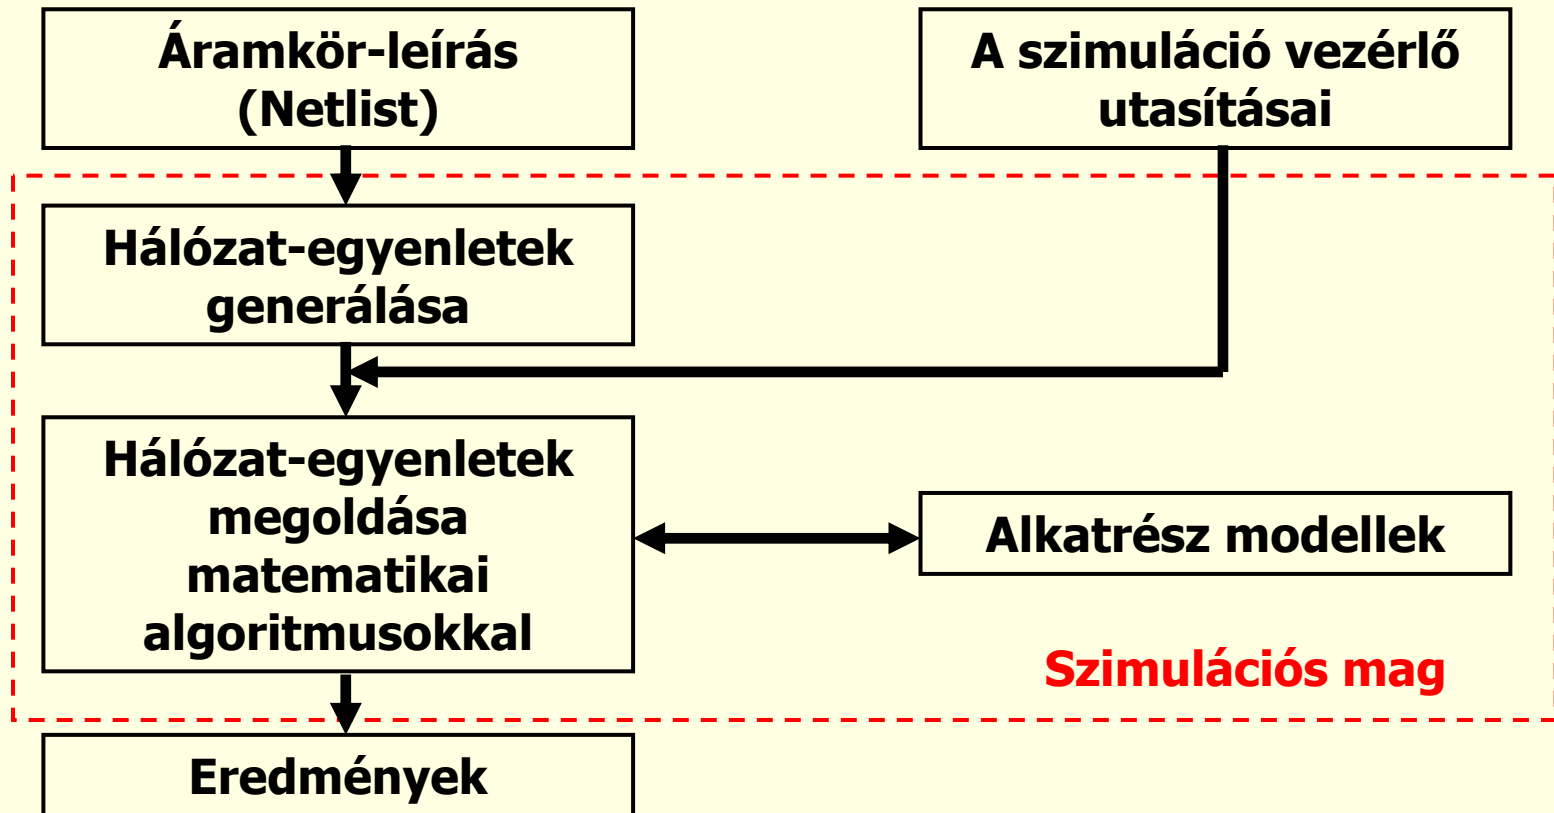 Áramkör-leírás
(Netlist)
A szimuláció vezérlő
utasításai
Hálózat-egyenletek
generálása
Hálózat-egyenletek
megoldása
matematikai
algoritmusokkal
Alkatrész modellek
Szimulációs mag
Eredmények